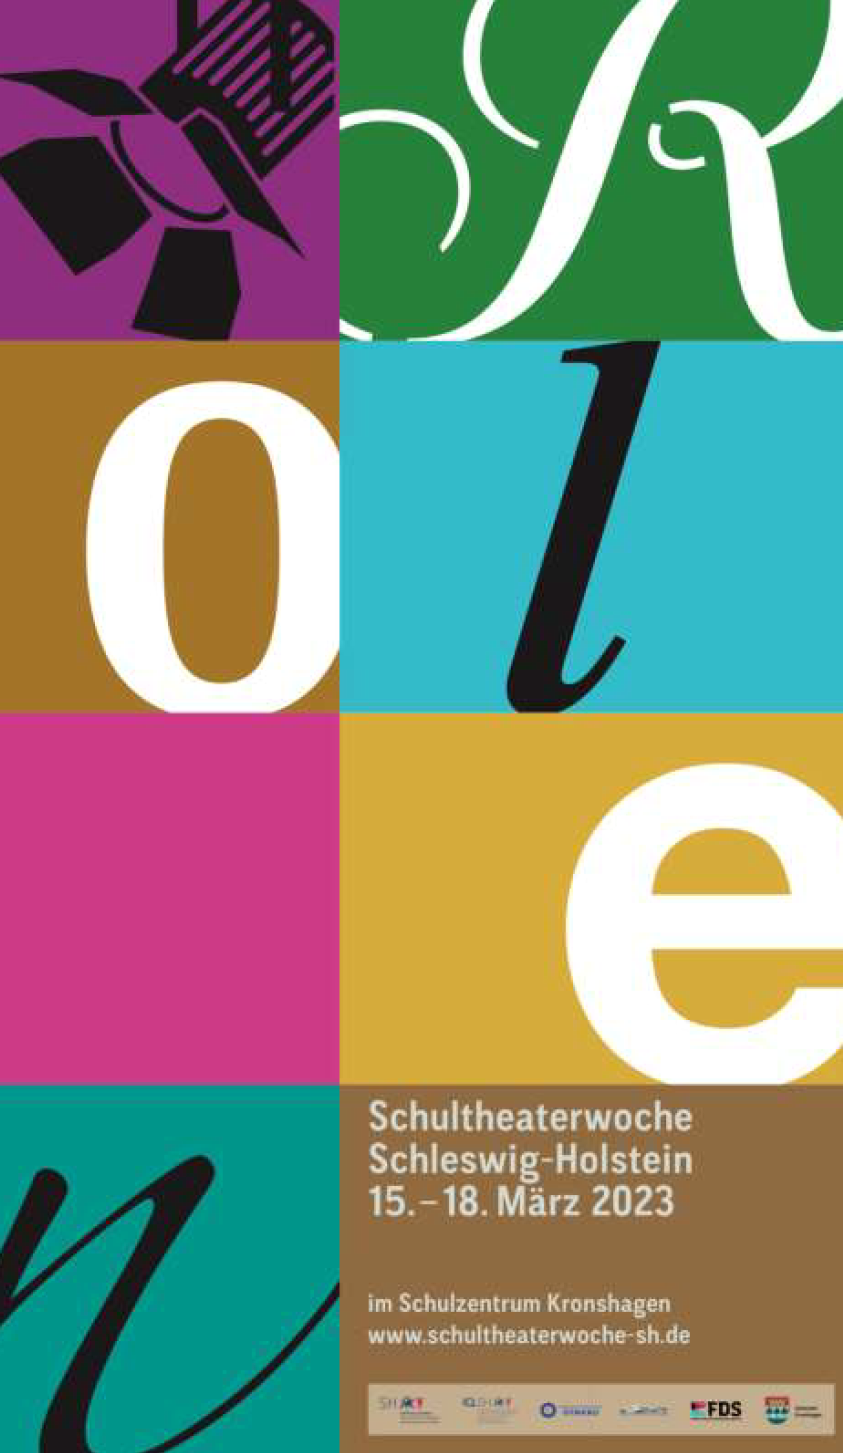 R
o l
e
n
Schultheaterwoche
Schleswig-Holstein
15.–18. März 2023
im Schulzentrum Kronshagen
www.schultheaterwoche-sh.de
FDS